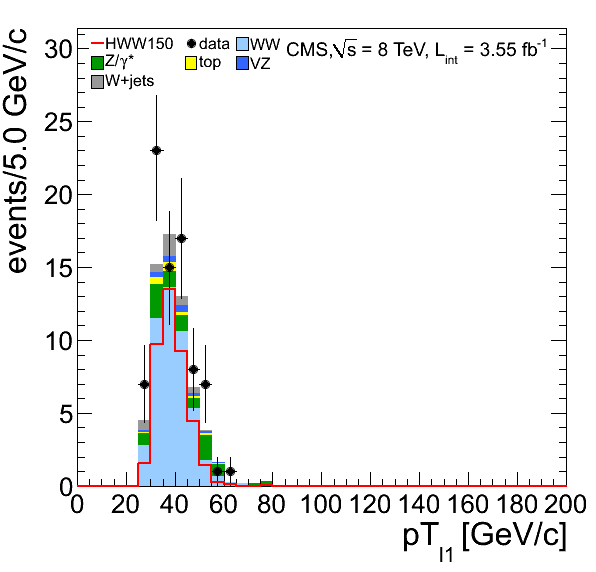 HWW150 data WW CMS,√s = 8 TeV, L_int = 3.55 fb⁻¹
Z/γ* top VZ
W+jets
events/5.0 GeV/c
30
25
20
15
10
5
0
0 20 40 60 80 100 120 140 160 180 200
pT_l1 [GeV/c]